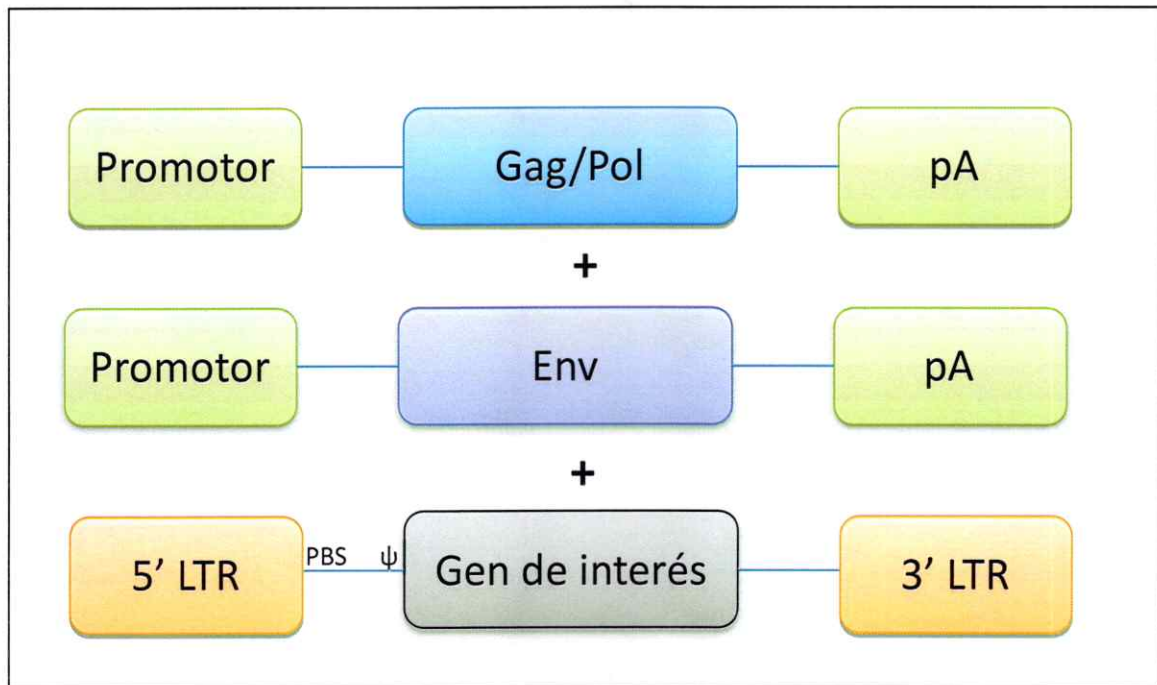 Promotor Gag/Pol pA
+
Promotor Env pA
+
5' LTR PBS ψ Gen de interés 3' LTR